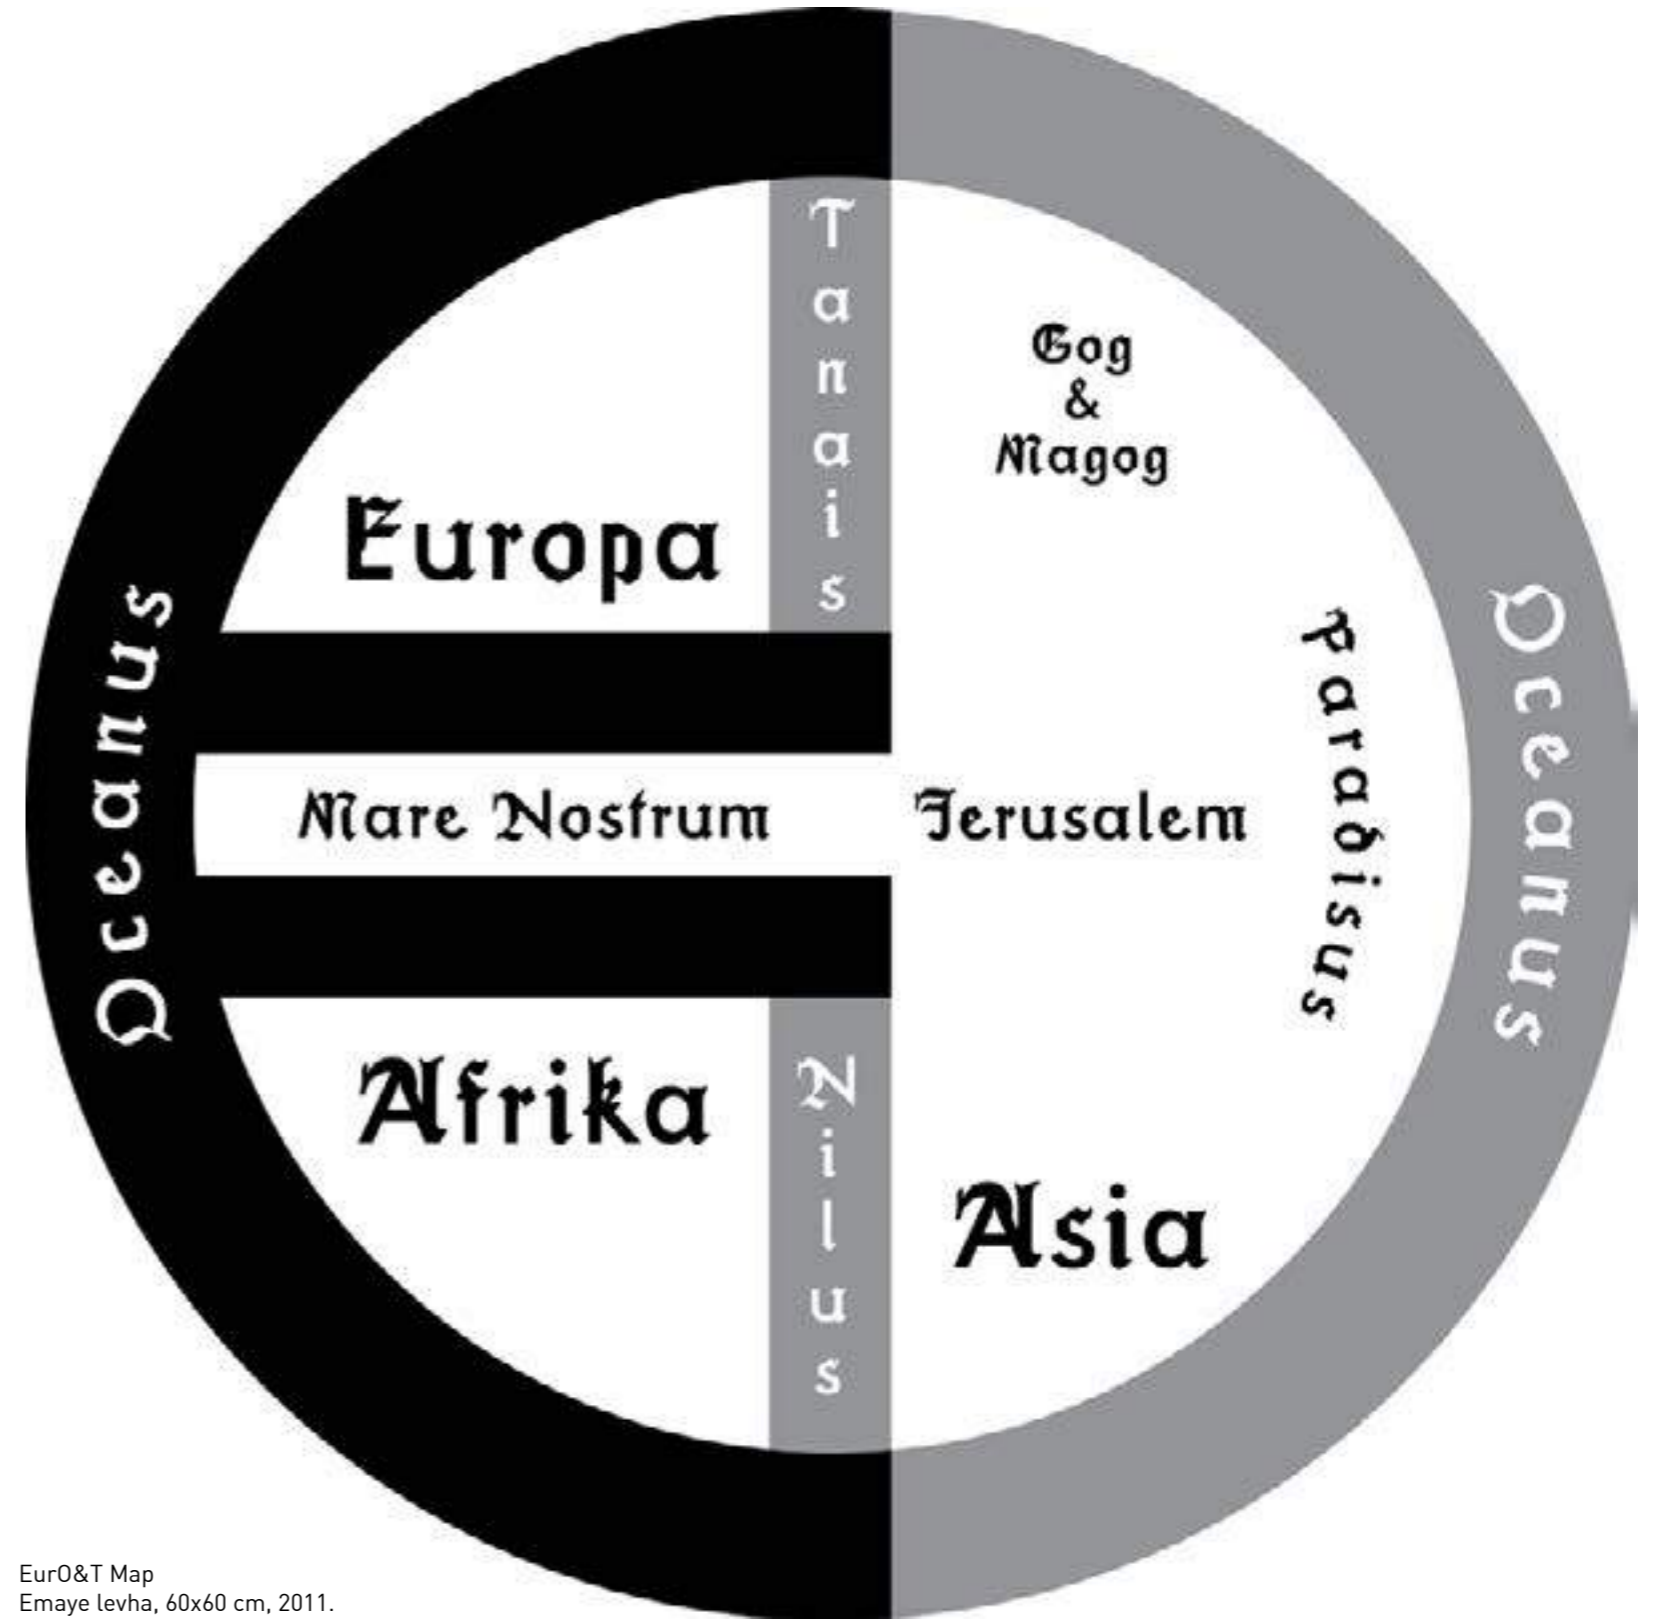 Tanais
Gog
&
Magog
Europa
Oceanus
Paradisus
Oceanus
Mare Nostrum
Jerusalem
Afrika
Nilus
Asia
EurO&T Map
Emaye levha, 60x60 cm, 2011.